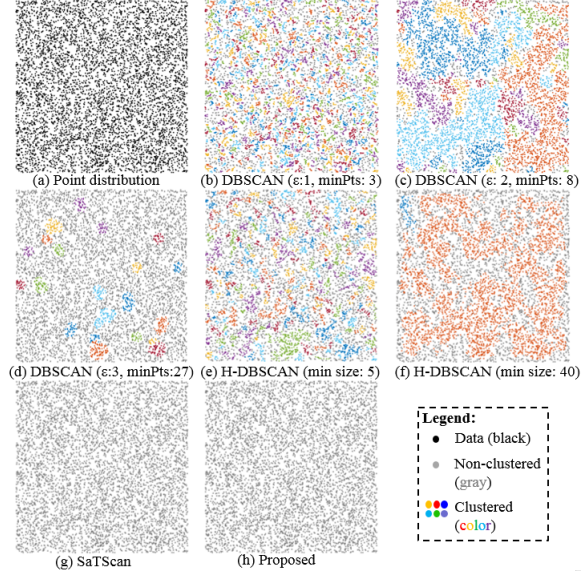 (a) Point distribution
(b) DBSCAN (ε:1, minPts: 3)
(c) DBSCAN (ε: 2, minPts: 8)
(d) DBSCAN (ε:3, minPts:27)
(e) H-DBSCAN (min size: 5)
(f) H-DBSCAN (min size: 40)
(g) SaTScan
(h) Proposed
Legend:
Data (black)
Non-clustered
(gray)
Clustered
(color)